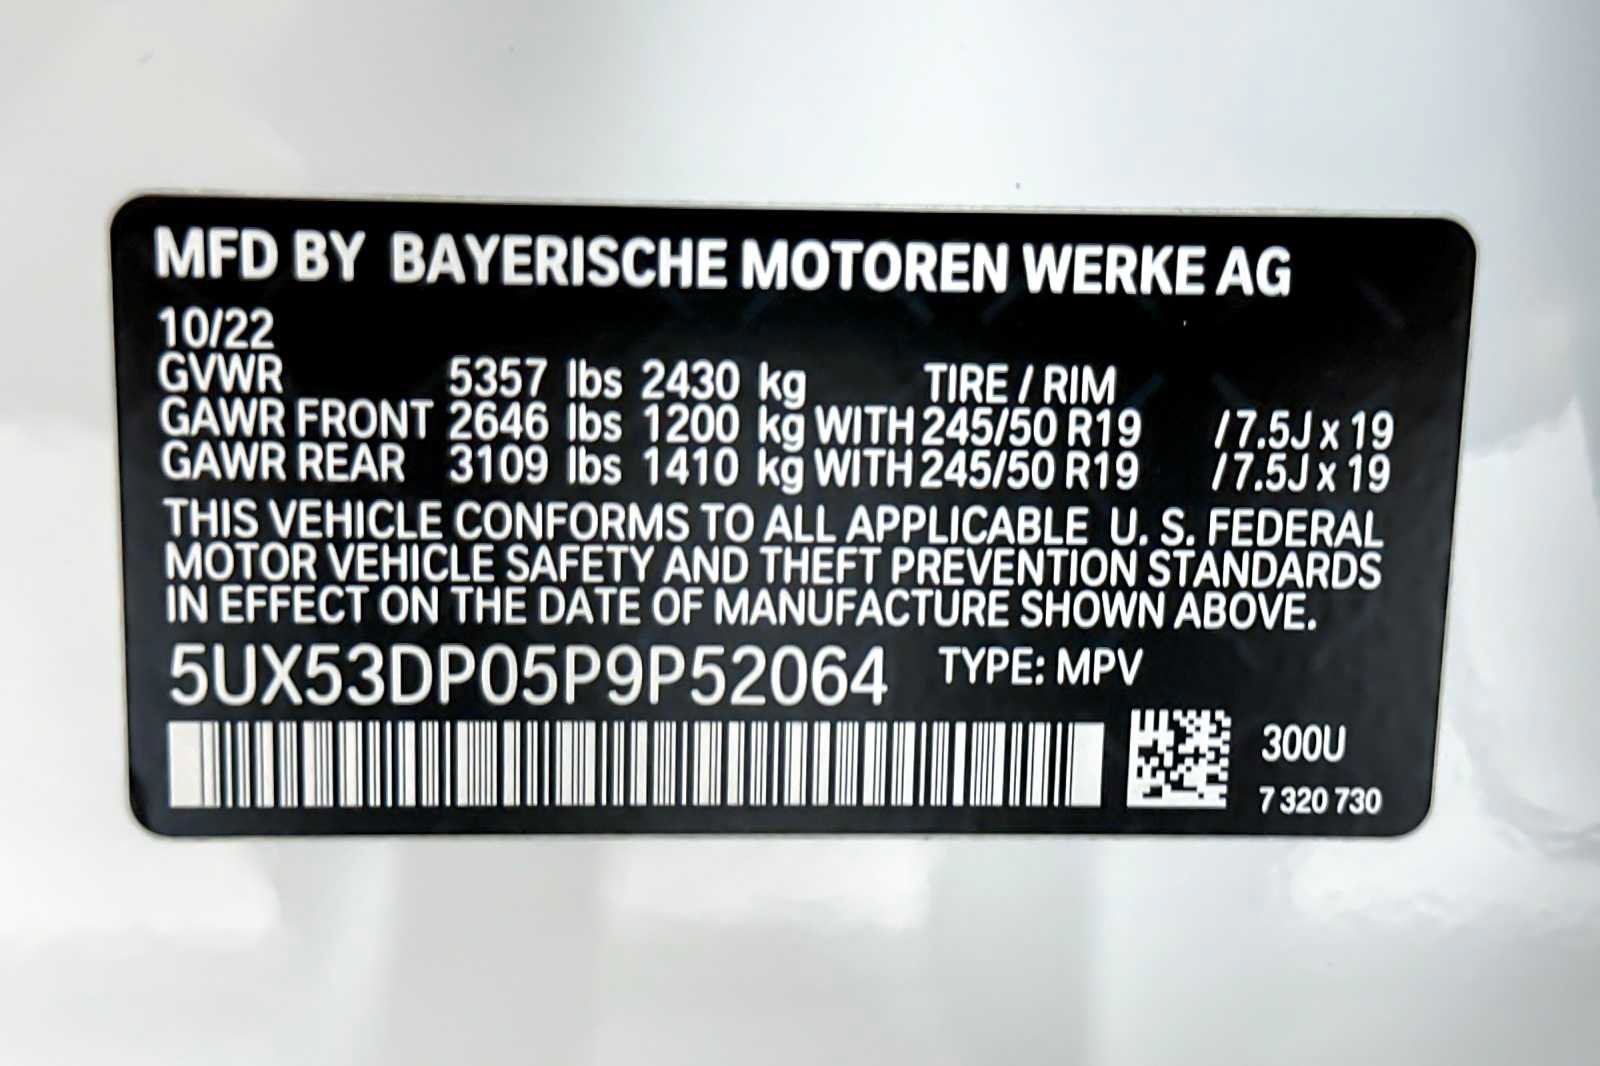 MFD BY BAYERISCHE MOTOREN WERKE AG
10/22
GVWR 5357 lbs 2430 kg TIRE / RIM
GAWR FRONT 2646 lbs 1200 kg WITH 245/50 R19 / 7.5J x 19
GAWR REAR 3109 lbs 1410 kg WITH 245/50 R19 / 7.5J x 19
THIS VEHICLE CONFORMS TO ALL APPLICABLE U. S. FEDERAL
MOTOR VEHICLE SAFETY AND THEFT PREVENTION STANDARDS
IN EFFECT ON THE DATE OF MANUFACTURE SHOWN ABOVE.
5UX53DP05P9P52064 TYPE: MPV
300U
7 320 730